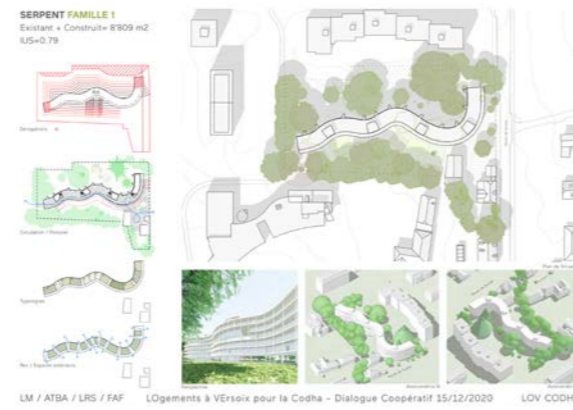 SERPENT FAMILLE 1
Existant + Construit= 8'809 m2
IUS=0.79
Circulation / Pompier
Typologies
Perspective
LM / ATBA / LRS / FAF
LOgements à VErsoix pour la Codha - Dialogue Coopératif 15/12/2020
LOV CODH